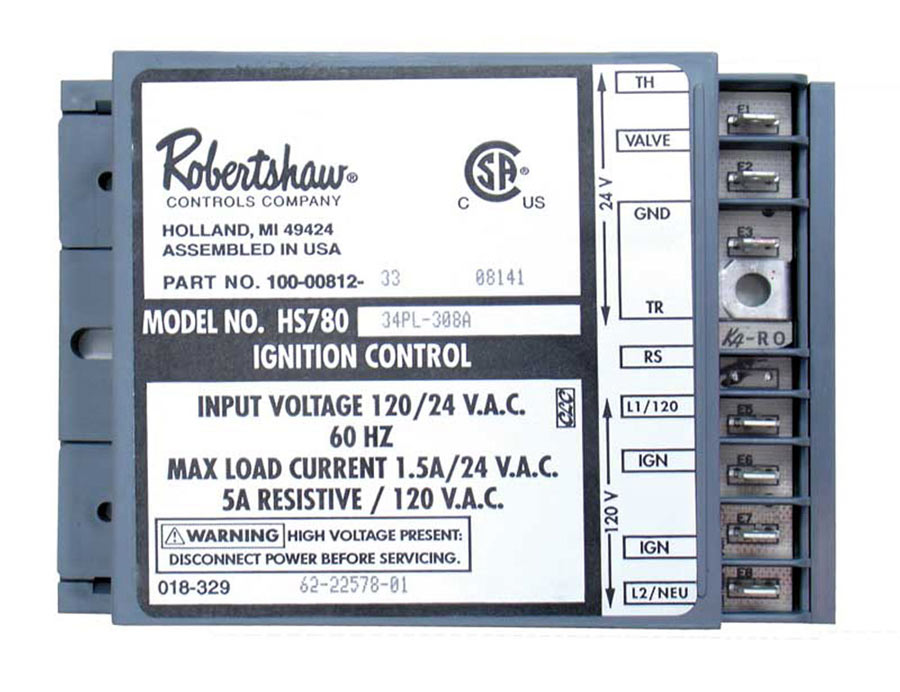 Robertshaw®
CONTROLS COMPANY
HOLLAND, MI 49424
ASSEMBLED IN USA
PART NO. 100-00812- 33 08141
CSA®
C US
MODEL NO. HS780 34PL-308A
IGNITION CONTROL
INPUT VOLTAGE 120/24 V.A.C.
60 HZ
MAX LOAD CURRENT 1.5A/24 V.A.C.
5A RESISTIVE / 120 V.A.C.
WARNING HIGH VOLTAGE PRESENT:
DISCONNECT POWER BEFORE SERVICING.
018-329 62-22578-01
24 V
TH
VALVE
GND
TR
RS
120 V
L1/120
IGN
IGN
L2/NEU
E1
E2
E3
K4-RO
E5
E6
E7
E8